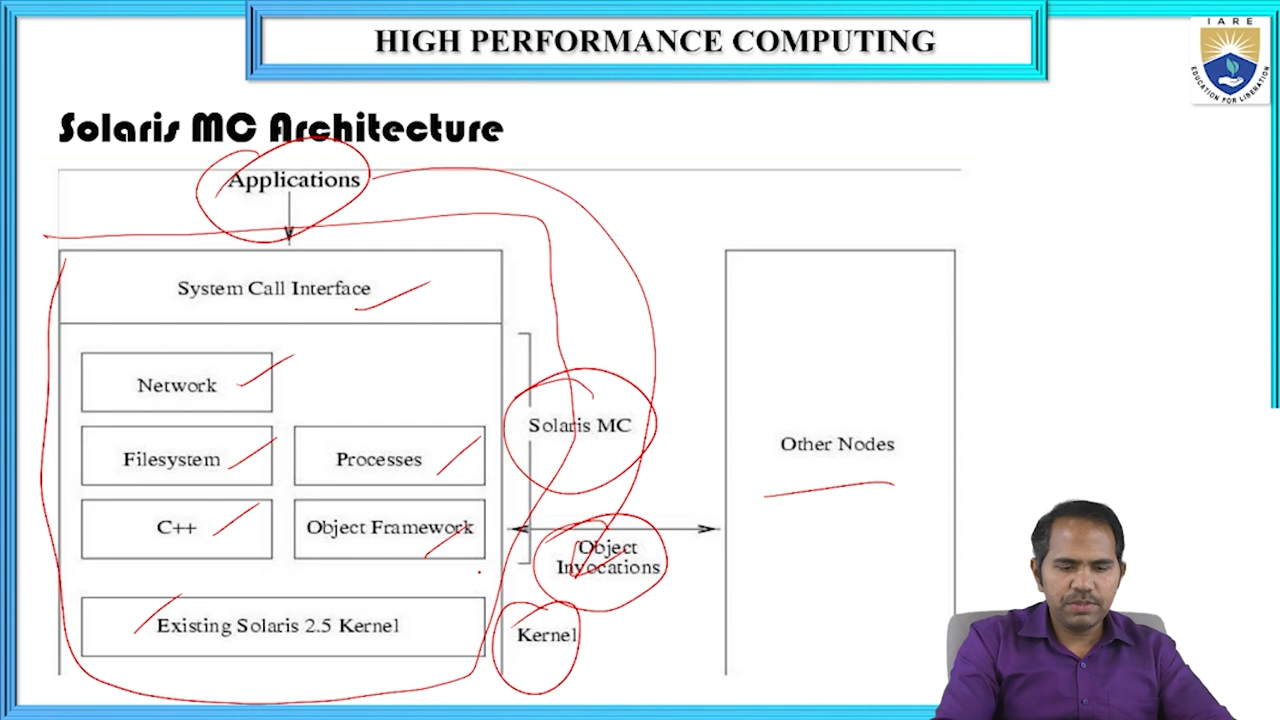 HIGH PERFORMANCE COMPUTING
IARE
EDUCATION FOR LIBERATION
Solaris MC Architecture
Applications
System Call Interface
Network
Filesystem
Processes
C++
Object Framework
Existing Solaris 2.5 Kernel
Solaris MC
Object
Invocations
Kernel
Other Nodes